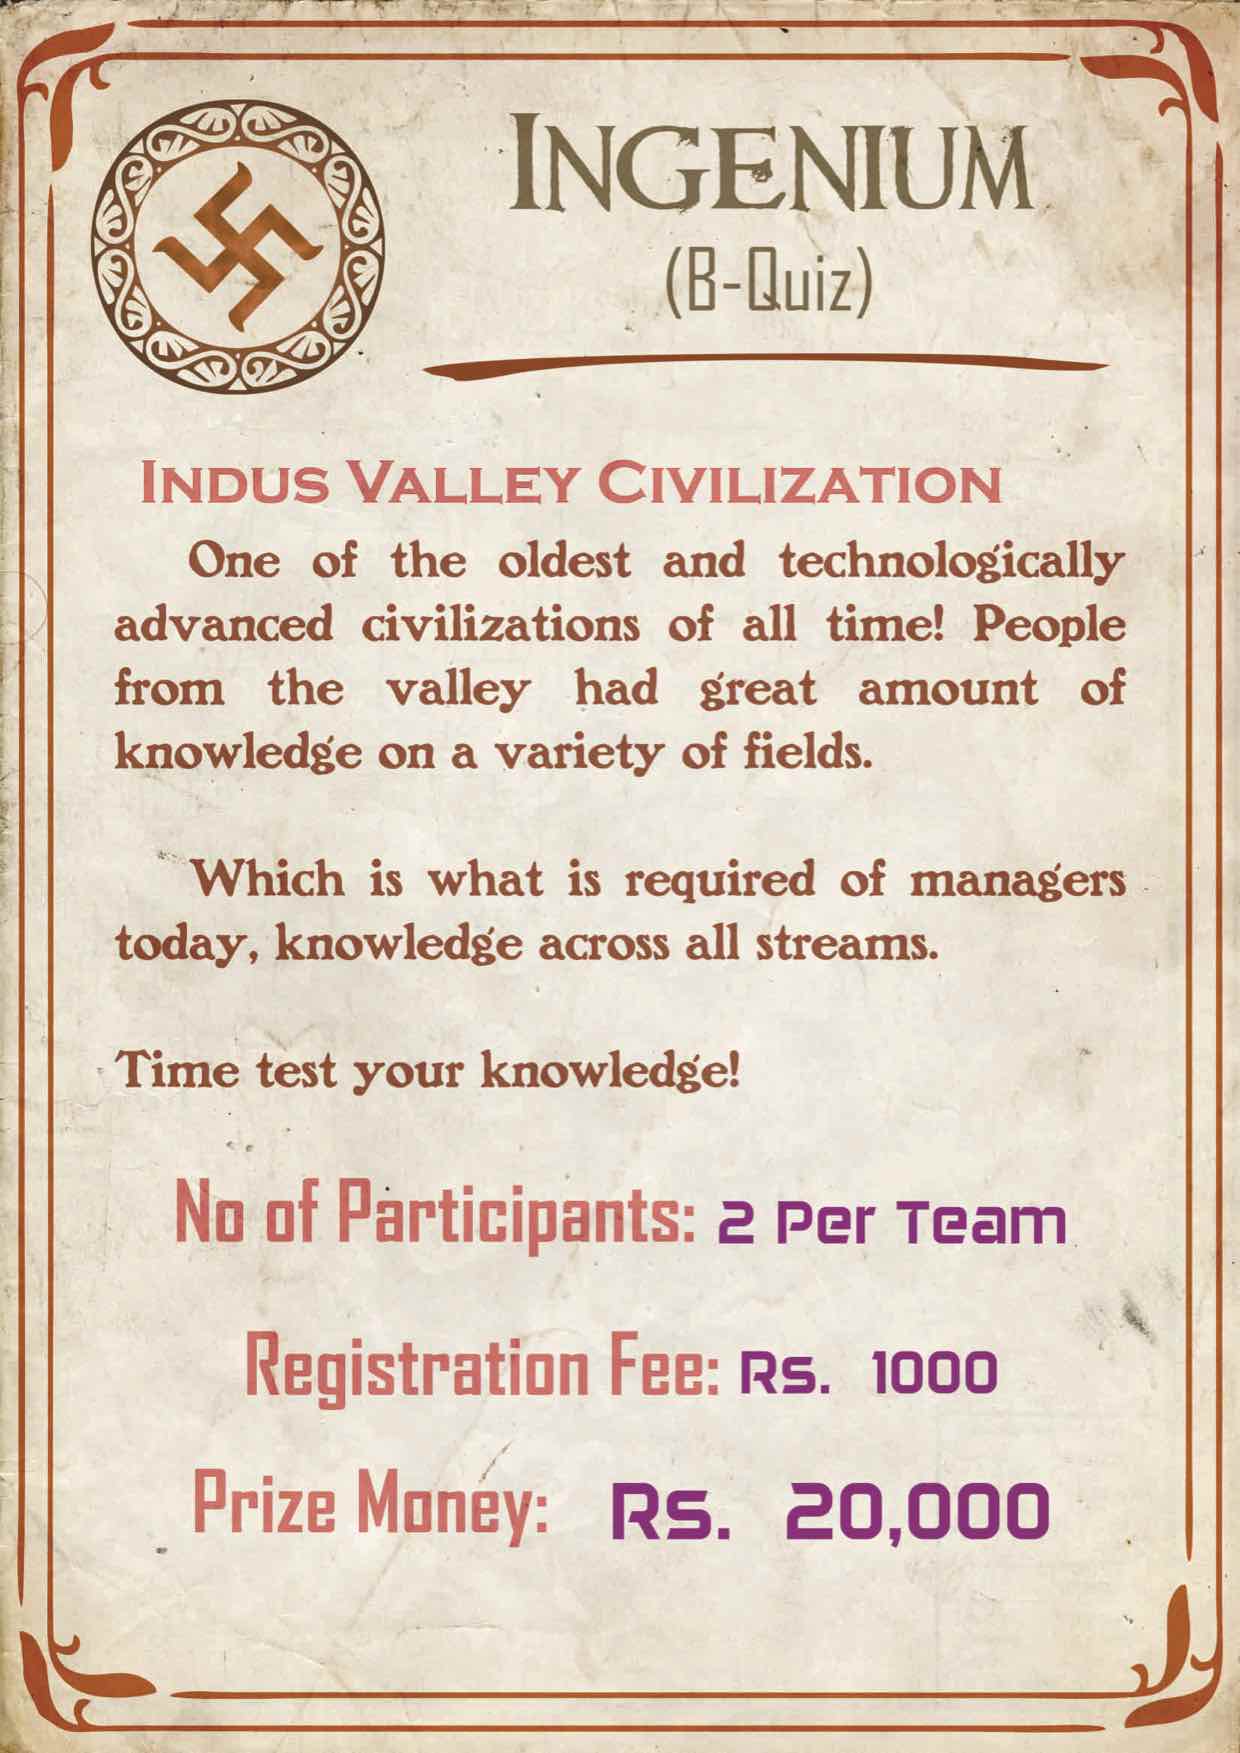 INGENIUM
(B-Quiz)
INDUS VALLEY CIVILIZATION
One of the oldest and technologically
advanced civilizations of all time! People
from the valley had great amount of
knowledge on a variety of fields.
Which is what is required of managers
today, knowledge across all streams.
Time test your knowledge!
No of Participants: 2 Per Team
Registration Fee: Rs. 1000
Prize Money: Rs. 20,000